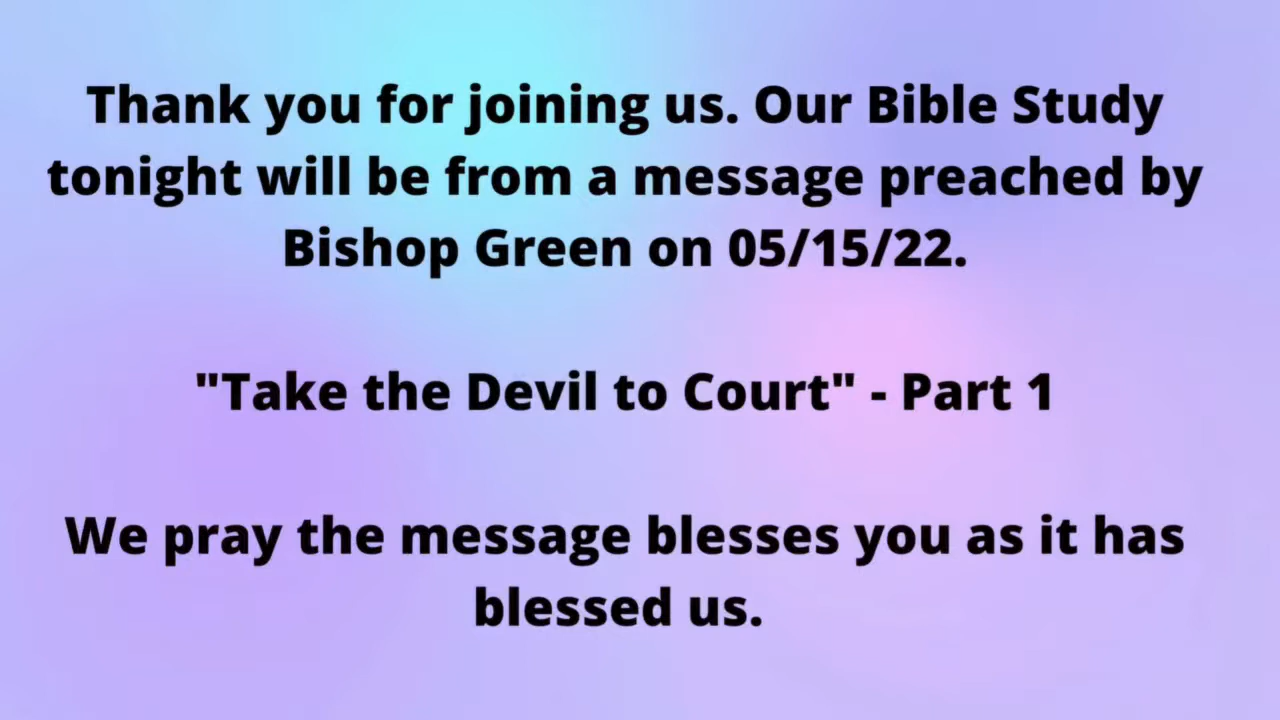 Thank you for joining us. Our Bible Study
tonight will be from a message preached by
Bishop Green on 05/15/22.
"Take the Devil to Court" - Part 1
We pray the message blesses you as it has
blessed us.